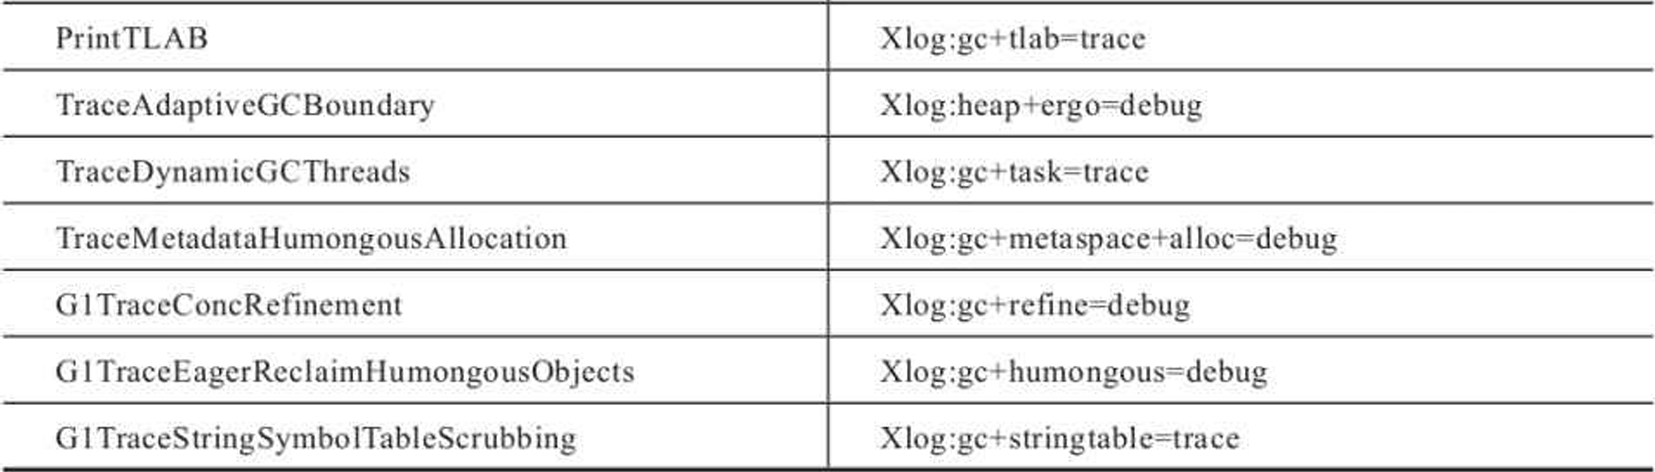 PrintTLAB Xlog:gc+tlab=trace
TraceAdaptiveGCBoundary Xlog:heap+ergo=debug
TraceDynamicGCThreads Xlog:gc+task=trace
TraceMetadataHumongousAllocation Xlog:gc+metaspace+alloc=debug
G1TraceConcRefinement Xlog:gc+refine=debug
G1TraceEagerReclaimHumongousObjects Xlog:gc+humongous=debug
G1TraceStringSymbolTableScrubbing Xlog:gc+stringtable=trace